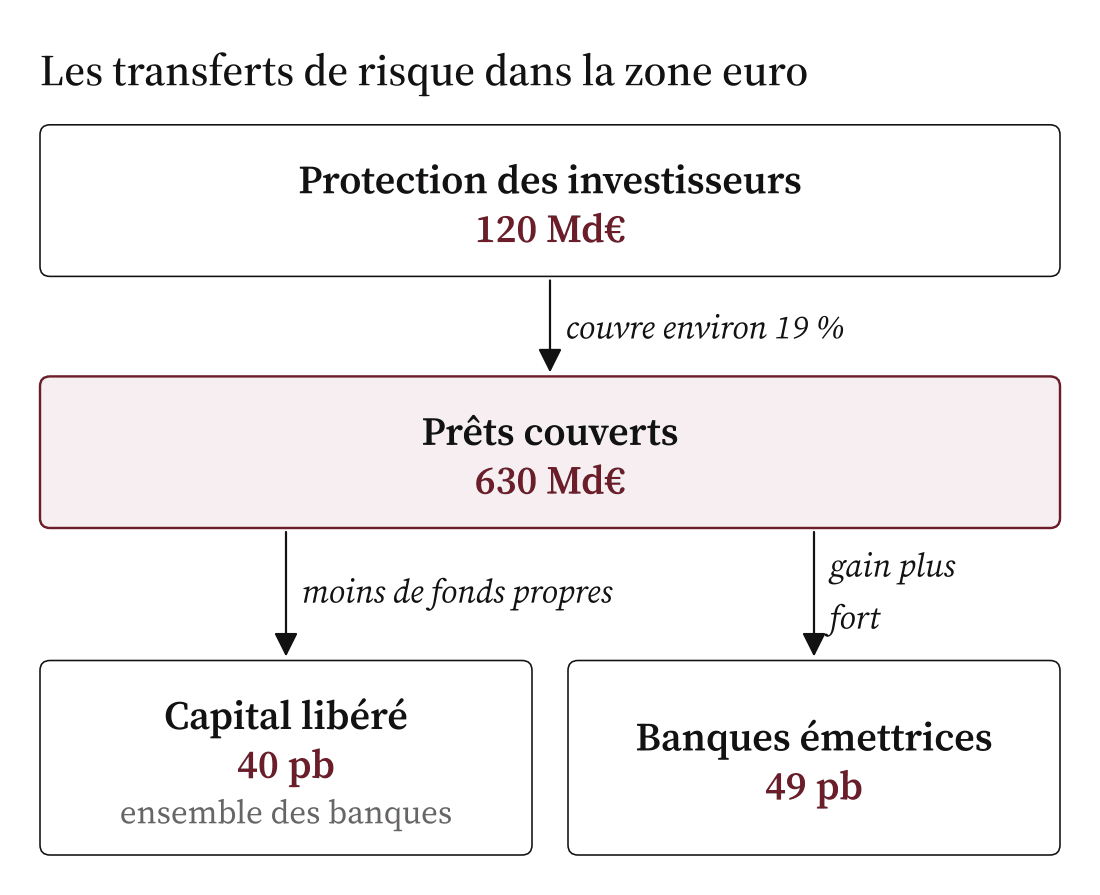 Les transferts de risque dans la zone euro
Protection des investisseurs
120 Md€
couvre environ 19 %
Prêts couverts
630 Md€
moins de fonds propres
gain plus
fort
Capital libéré
40 pb
ensemble des banques
Banques émettrices
49 pb